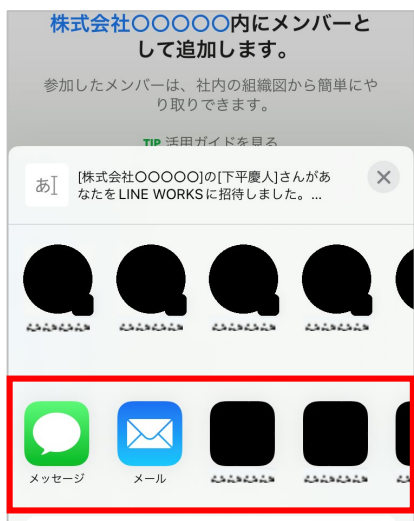 株式会社〇〇〇〇〇内にメンバーと
して追加します。
参加したメンバーは、社内の組織図から簡単にや
り取りできます。
TIP 活用ガイドを見る
あ
[株式会社〇〇〇〇〇]の[下平慶人]さんがあ
なたをLINE WORKSに招待しました。...
メッセージ
メール